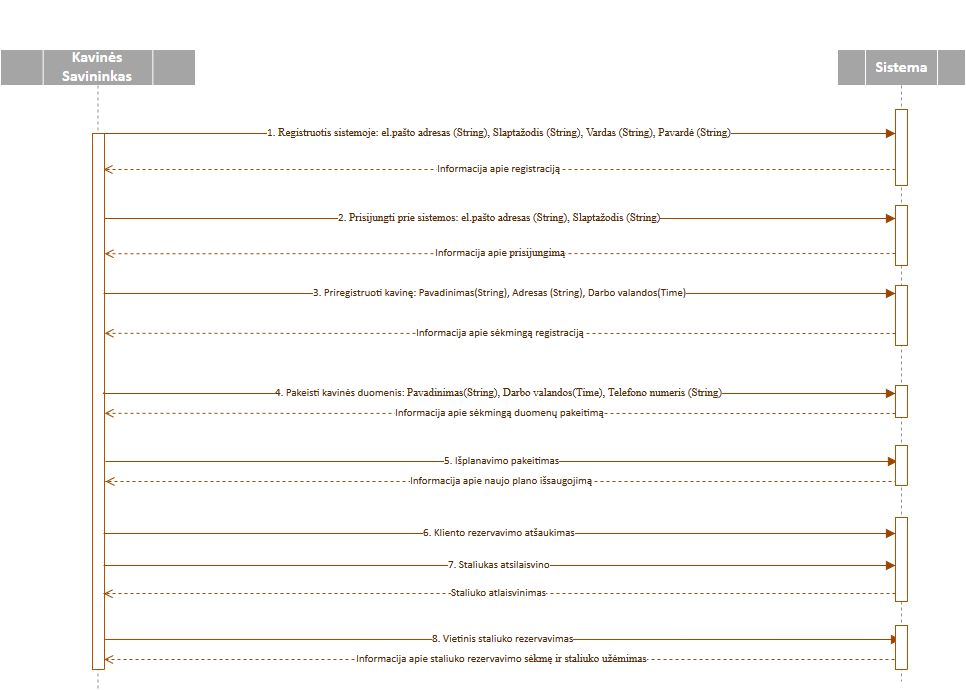 Kavinės
Savininkas
Sistema
1. Registruotis sistemoje: el.pašto adresas (String), Slaptažodis (String), Vardas (String), Pavardė (String)
Informacija apie registraciją
2. Prisijungti prie sistemos: el.pašto adresas (String), Slaptažodis (String)
Informacija apie prisijungimą
3. Priregistruoti kavinę: Pavadinimas(String), Adresas (String), Darbo valandos(Time)
Informacija apie sėkmingą registraciją
4. Pakeisti kavinės duomenis: Pavadinimas(String), Darbo valandos(Time), Telefono numeris (String)
Informacija apie sėkmingą duomenų pakeitimą
5. Išplanavimo pakeitimas
Informacija apie naujo plano išsaugojimą
6. Kliento rezervavimo atšaukimas
7. Staliukas atsilaisvino
Staliuko atlaisvinimas
8. Vietinis staliuko rezervavimas
Informacija apie staliuko rezervavimo sėkmę ir staliuko užėmimas